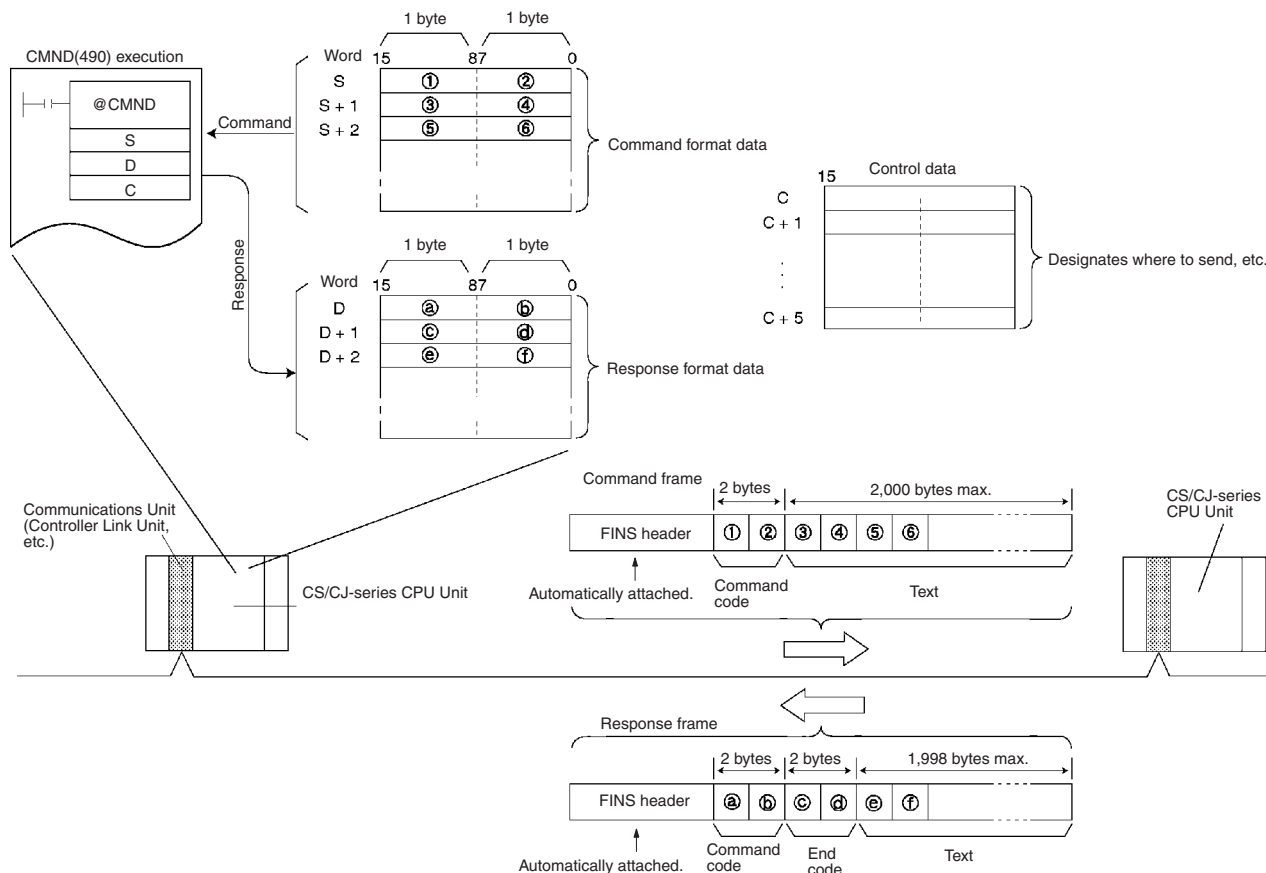 1 byte 1 byte
CMND(490) execution
Word 15 87 0
S ① ②
@CMND
S + 1 ③ ④
Command
S + 2 ⑤ ⑥
S
Command format data
D
C
Control data
15
C
C + 1
1 byte 1 byte
Designates where to send, etc.
Response
Word 15 87 0
D ⓐ ⓑ
C + 5
D + 1 ⓒ ⓓ
D + 2 ⓔ ⓕ
Response format data
Command frame
2 bytes 2,000 bytes max.
CS/CJ-series
CPU Unit
Communications Unit
(Controller Link Unit,
etc.)
FINS header ① ② ③ ④ ⑤ ⑥
Automatically attached.
Command
code
Text
CS/CJ-series CPU Unit
Response frame
2 bytes 2 bytes 1,998 bytes max.
FINS header ⓐ ⓑ ⓒ ⓓ ⓔ ⓕ
Automatically attached.
Command
code
End
code
Text